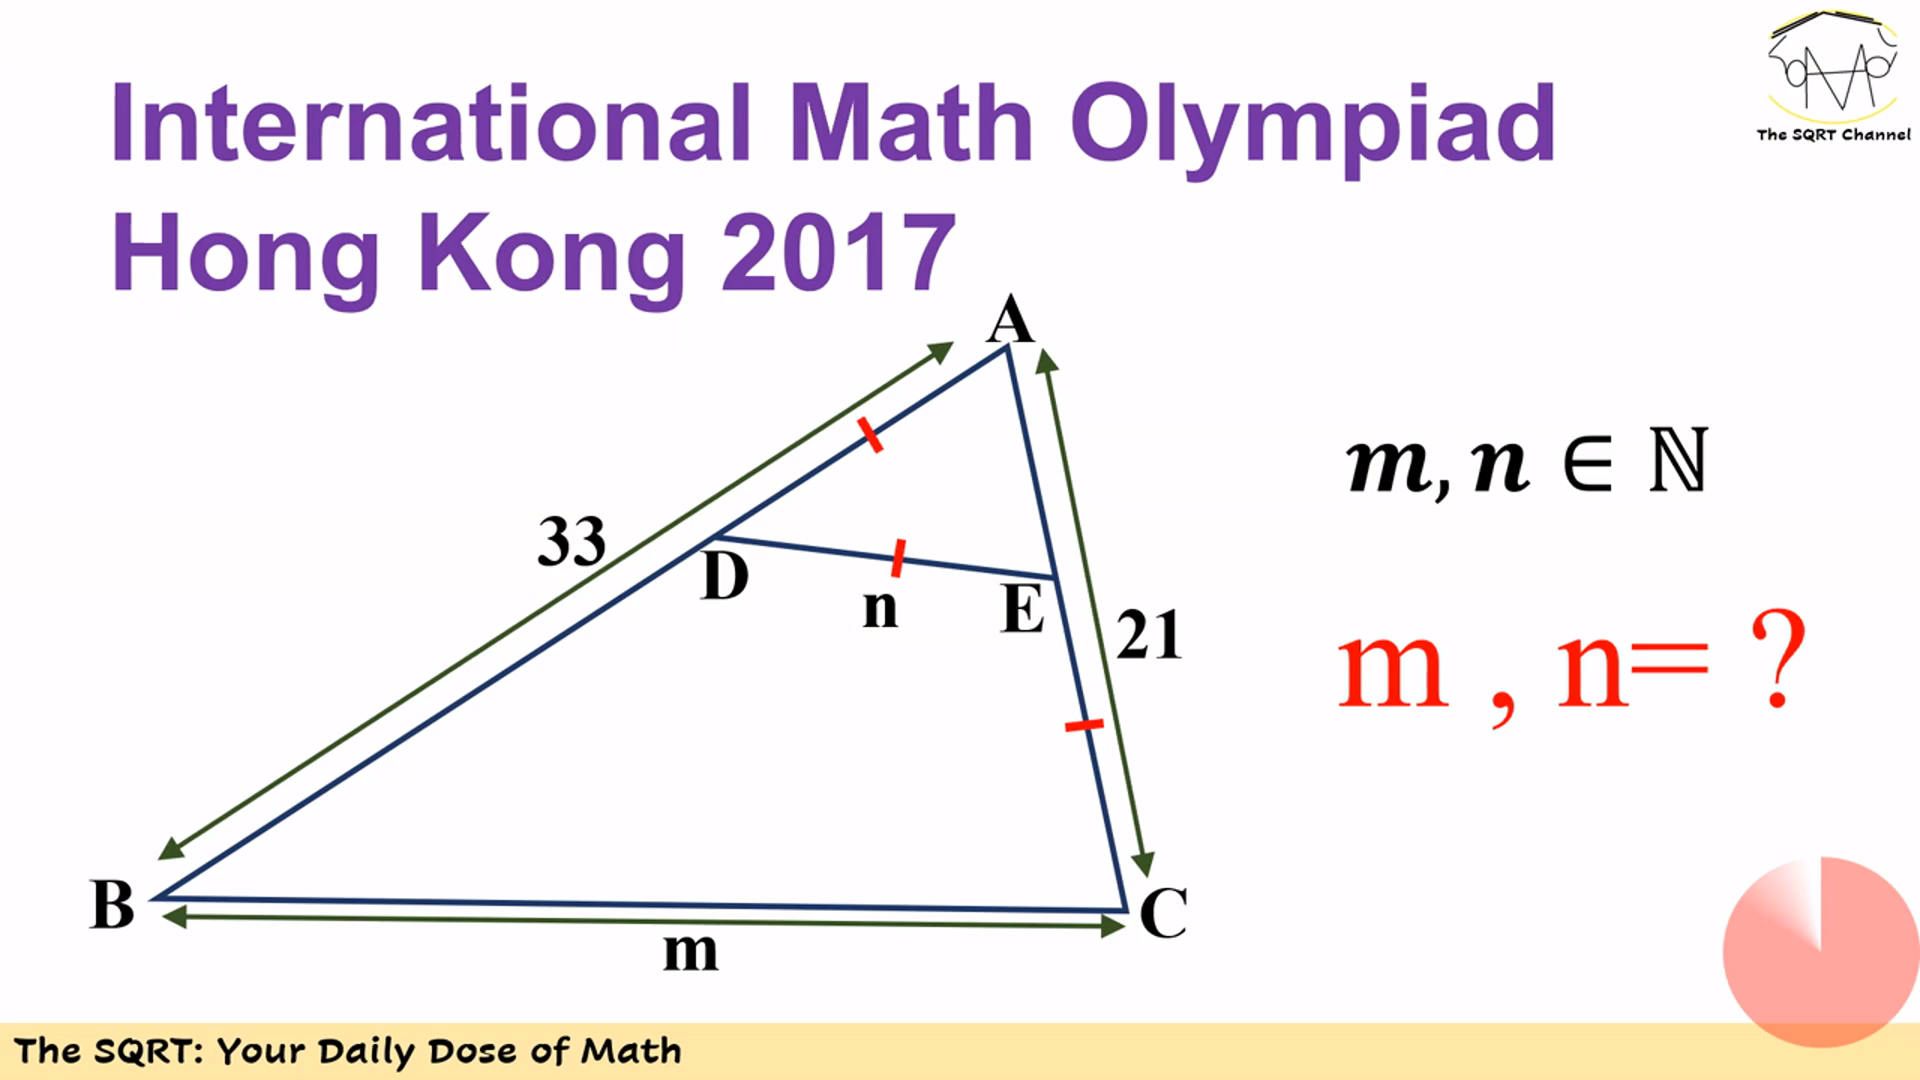 International Math Olympiad
Hong Kong 2017
The SQRT Channel
A
33
D
n
E
21
B
m
C
m, n ∈ ℕ
m , n= ?
The SQRT: Your Daily Dose of Math